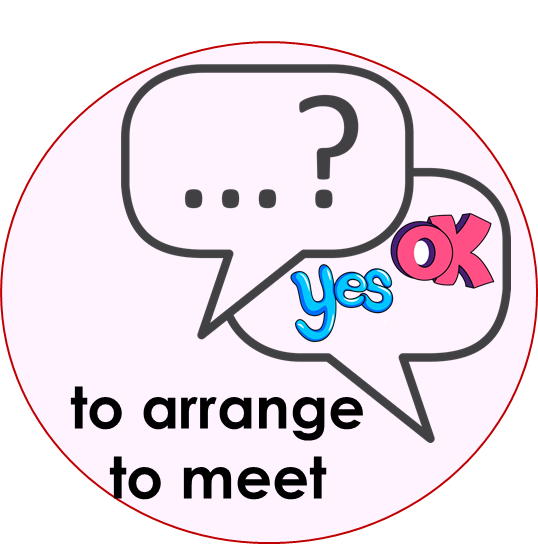 ... ?
yes OK
to arrange
to meet